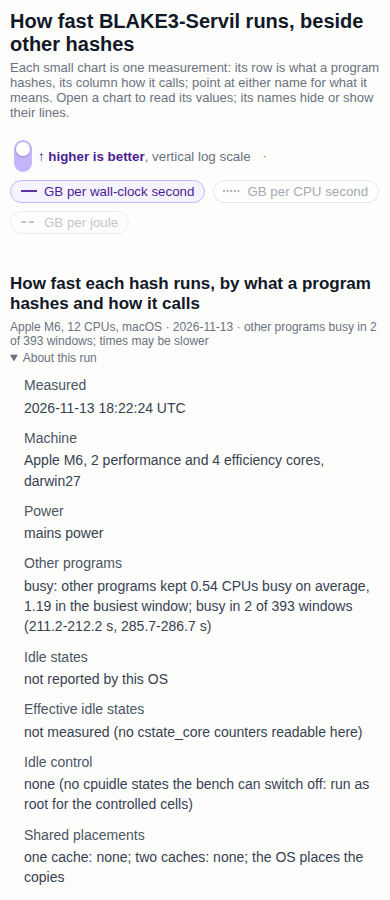 How fast BLAKE3-Servil runs, beside
other hashes
Each small chart is one measurement: its row is what a program
hashes, its column how it calls; point at either name for what it
means. Open a chart to read its values; its names hide or show
their lines.
↑ higher is better, vertical log scale ·
GB per wall-clock second
GB per CPU second
GB per joule
How fast each hash runs, by what a program
hashes and how it calls
Apple M6, 12 CPUs, macOS · 2026-11-13 · other programs busy in 2
of 393 windows; times may be slower
▼ About this run
Measured
2026-11-13 18:22:24 UTC
Machine
Apple M6, 2 performance and 4 efficiency cores,
darwin27
Power
mains power
Other programs
busy: other programs kept 0.54 CPUs busy on average,
1.19 in the busiest window; busy in 2 of 393 windows
(211.2-212.2 s, 285.7-286.7 s)
Idle states
not reported by this OS
Effective idle states
not measured (no cstate_core counters readable here)
Idle control
none (no cpuidle states the bench can switch off: run as
root for the controlled cells)
Shared placements
one cache: none; two caches: none; the OS places the
copies